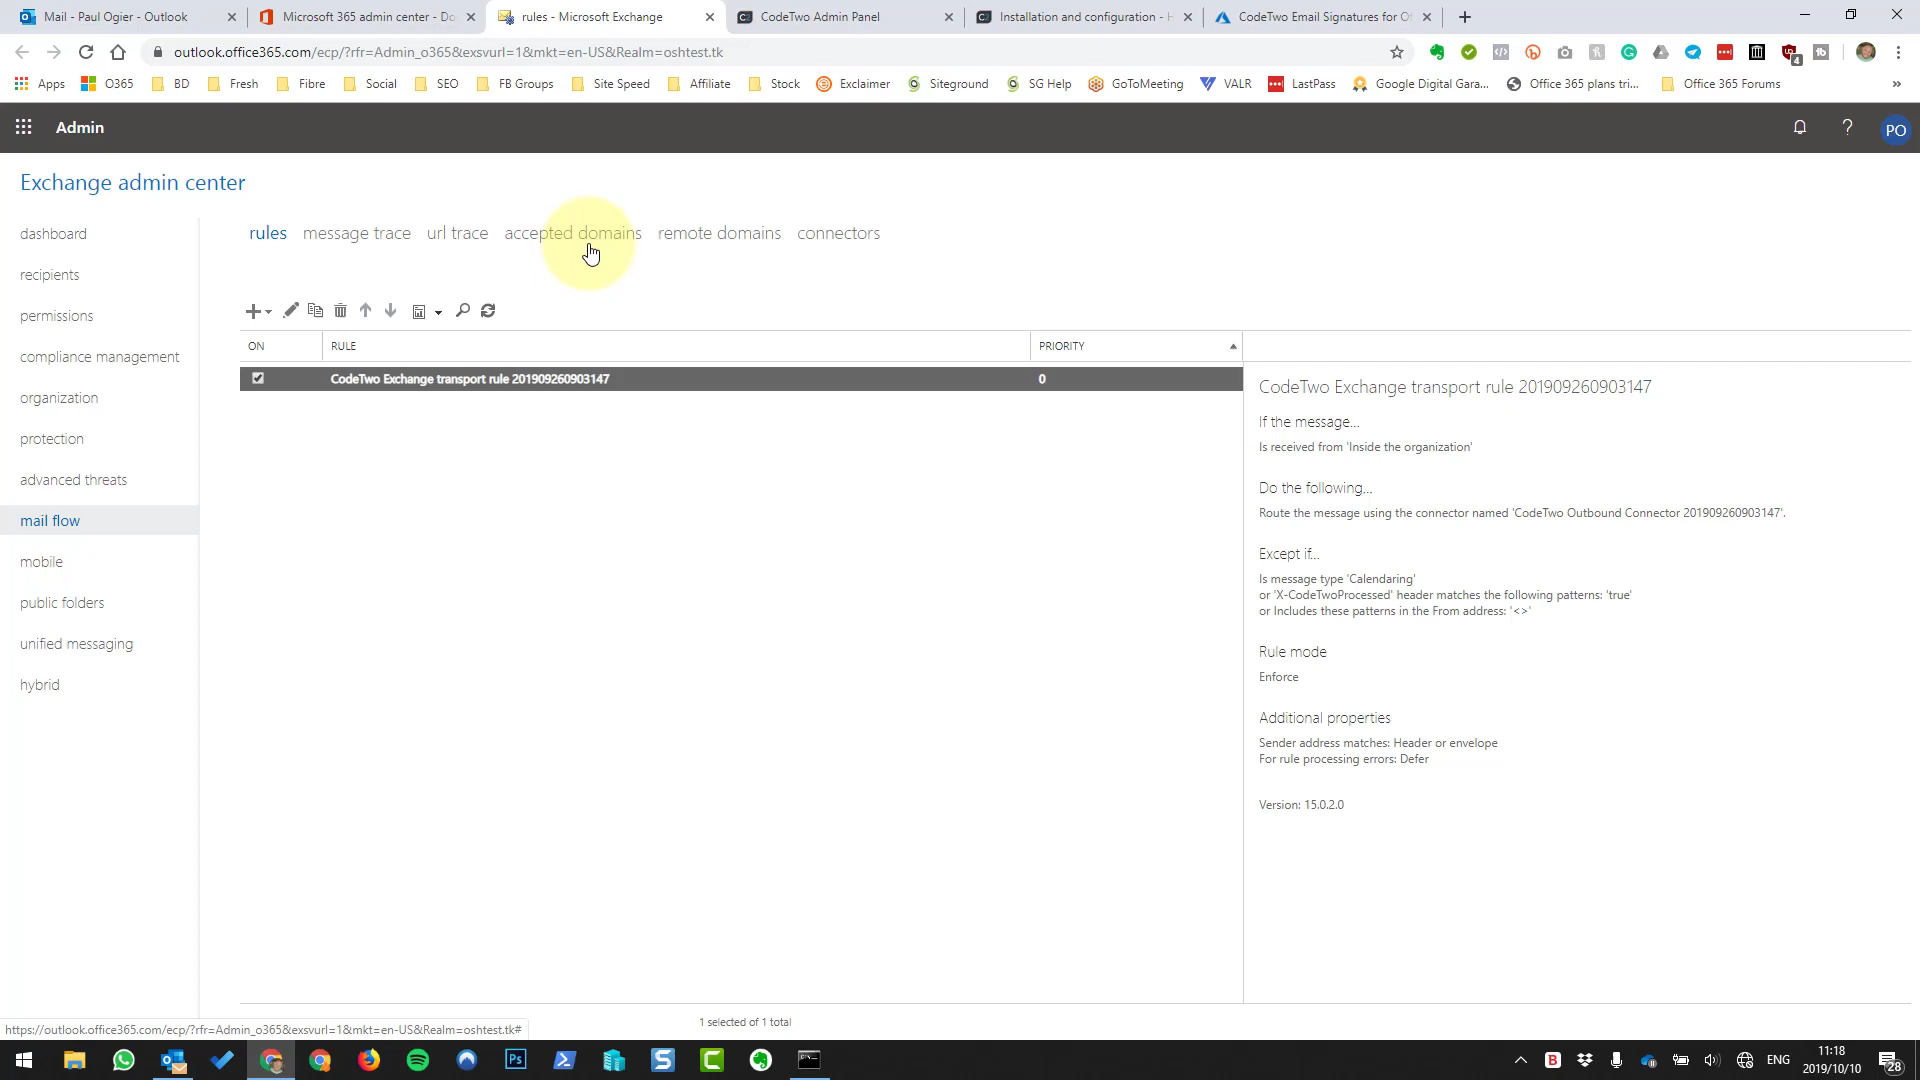 Mail - Paul Ogier - Outlook
Microsoft 365 admin center - Do
rules - Microsoft Exchange
CodeTwo Admin Panel
Installation and configuration - H
CodeTwo Email Signatures for Of
outlook.office365.com/ecp/?rfr=Admin_o365&exsvurl=1&mkt=en-US&Realm=oshtest.tk
Apps
O365
BD
Fresh
Fibre
Social
SEO
FB Groups
Site Speed
Affiliate
Stock
Exclaimer
Siteground
SG Help
GoToMeeting
VALR
LastPass
Google Digital Gara...
Office 365 plans tri...
Office 365 Forums
»
Admin
?
PO
Exchange admin center
dashboard
recipients
permissions
compliance management
organization
protection
advanced threats
mail flow
mobile
public folders
unified messaging
hybrid
rules message trace url trace accepted domains remote domains connectors
ON RULE PRIORITY
CodeTwo Exchange transport rule 201909260903147 0
CodeTwo Exchange transport rule 201909260903147
If the message...
Is received from 'Inside the organization'
Do the following...
Route the message using the connector named 'CodeTwo Outbound Connector 201909260903147'.
Except if...
Is message type 'Calendaring'
or 'X-CodeTwoProcessed' header matches the following patterns: 'true'
or Includes these patterns in the From address: '<>'
Rule mode
Enforce
Additional properties
Sender address matches: Header or envelope
For rule processing errors: Defer
Version: 15.0.2.0
1 selected of 1 total
https://outlook.office365.com/ecp/?rfr=Admin_o365&exsvurl=1&mkt=en-US&Realm=oshtest.tk#
Ps
S
C
B
ENG
11:18
2019/10/10
28